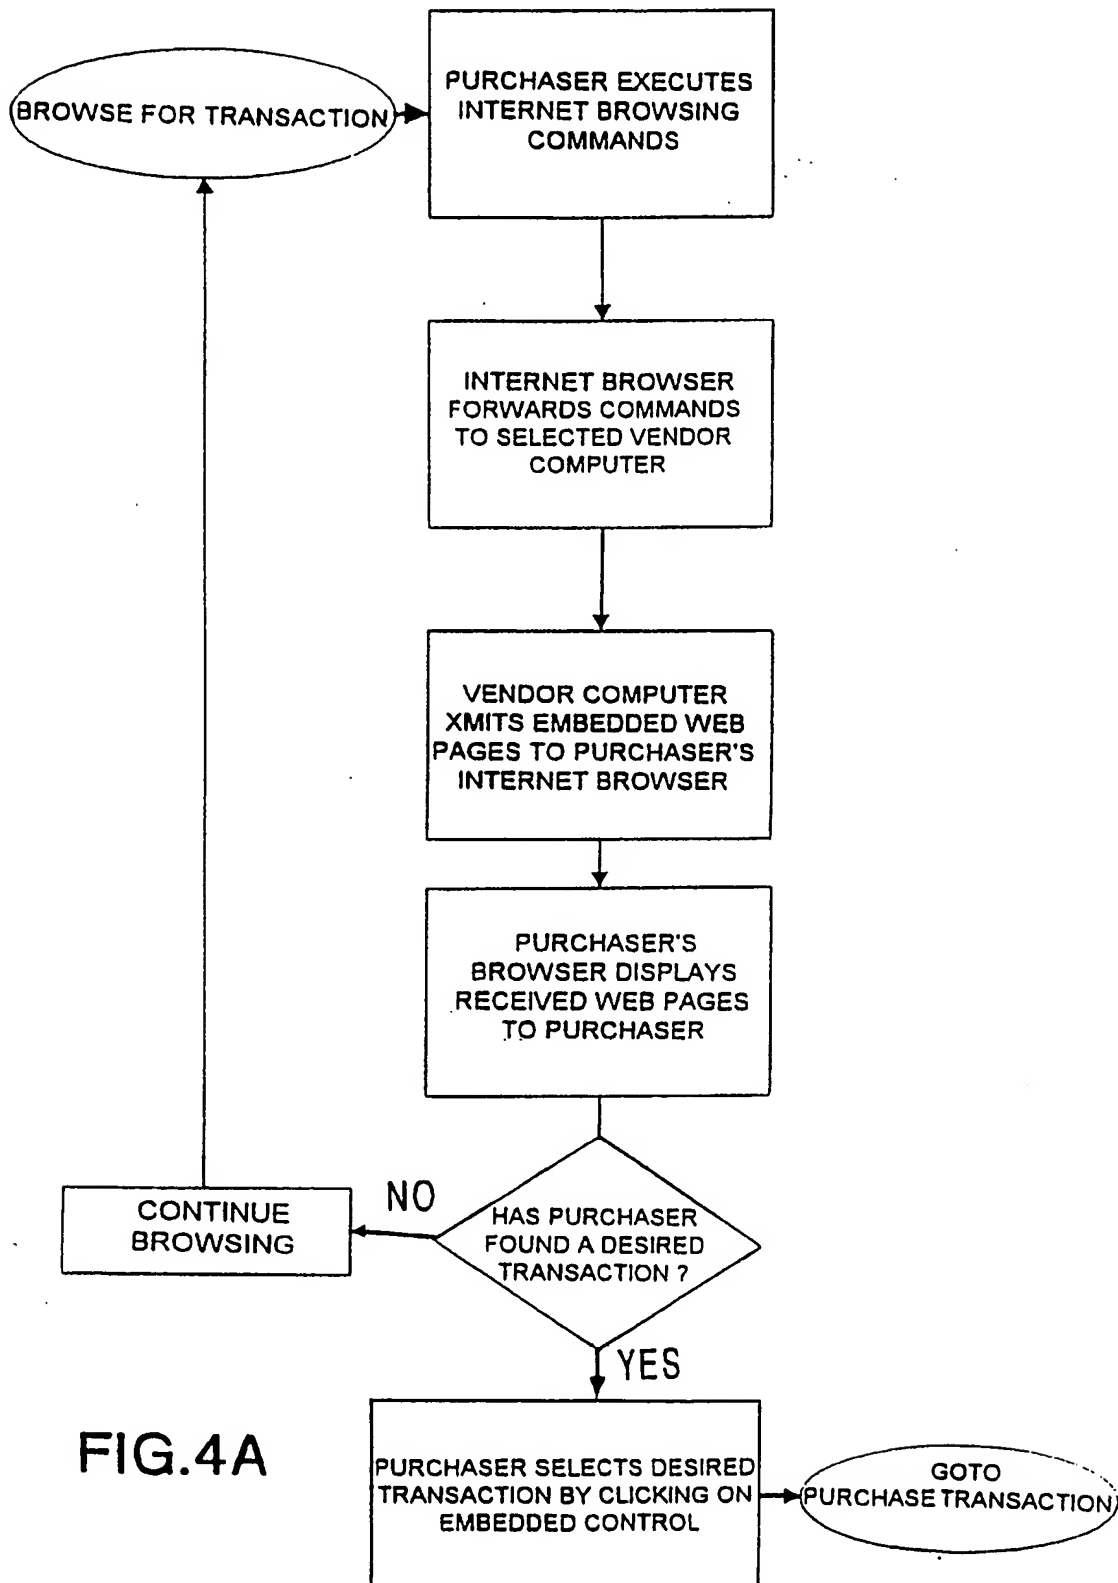 BROWSE FOR TRANSACTION
PURCHASER EXECUTES
INTERNET BROWSING
COMMANDS
INTERNET BROWSER
FORWARDS COMMANDS
TO SELECTED VENDOR
COMPUTER
VENDOR COMPUTER
XMITS EMBEDDED WEB
PAGES TO PURCHASER'S
INTERNET BROWSER
PURCHASER'S
BROWSER DISPLAYS
RECEIVED WEB PAGES
TO PURCHASER
HAS PURCHASER
FOUND A DESIRED
TRANSACTION ?
NO
CONTINUE
BROWSING
YES
PURCHASER SELECTS DESIRED
TRANSACTION BY CLICKING ON
EMBEDDED CONTROL
GOTO
PURCHASE TRANSACTION
FIG.4A